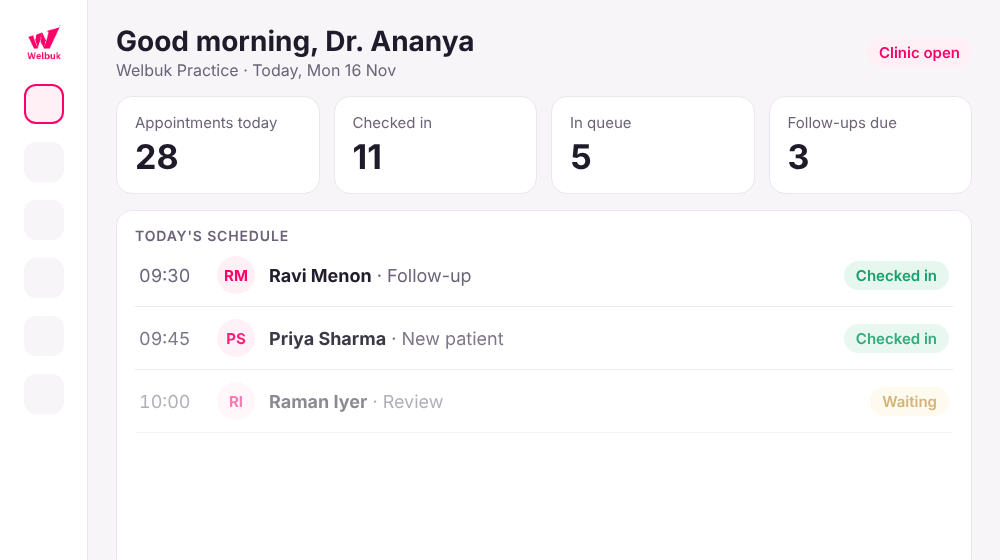 Welbuk
Good morning, Dr. Ananya
Welbuk Practice · Today, Mon 16 Nov
Clinic open
Appointments today
28
Checked in
11
In queue
5
Follow-ups due
3
TODAY'S SCHEDULE
09:30 RM Ravi Menon · Follow-up Checked in
09:45 PS Priya Sharma · New patient Checked in
10:00 RI Raman Iyer · Review Waiting